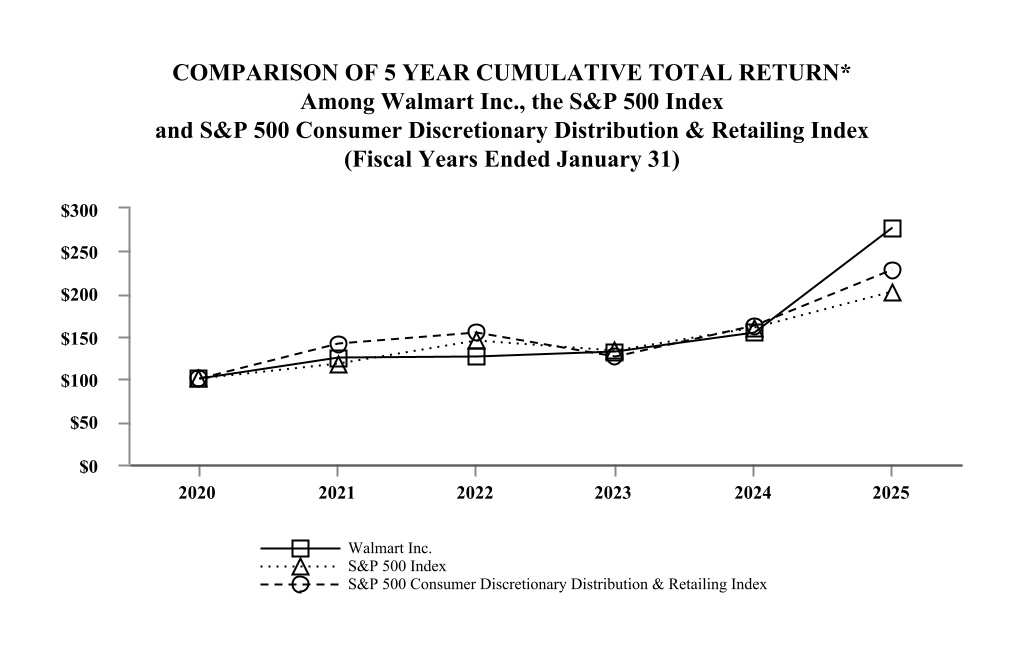 COMPARISON OF 5 YEAR CUMULATIVE TOTAL RETURN*
Among Walmart Inc., the S&P 500 Index
and S&P 500 Consumer Discretionary Distribution & Retailing Index
(Fiscal Years Ended January 31)
$300
$250
$200
$150
$100
$50
$0
2020 2021 2022 2023 2024 2025
Walmart Inc.
S&P 500 Index
S&P 500 Consumer Discretionary Distribution & Retailing Index